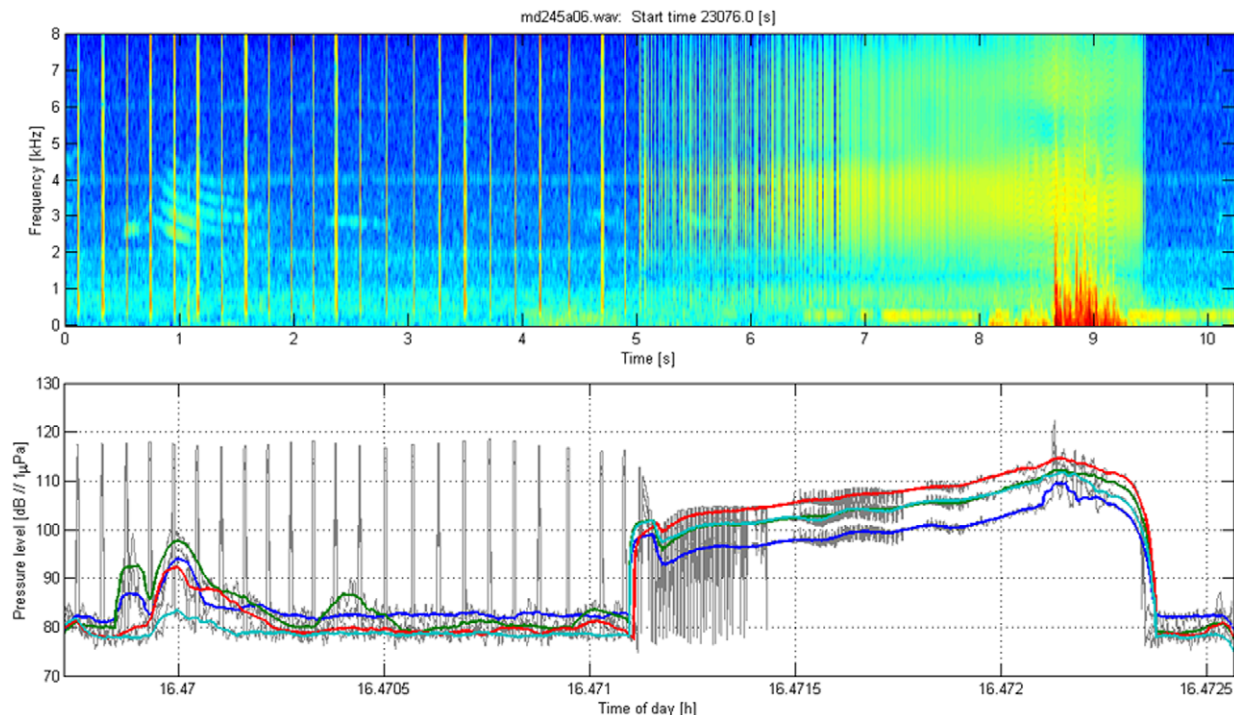 md245a06.wav: Start time 23076.0 [s]
8
7
6
5
4
3
2
1
0
Frequency [kHz]
0 1 2 3 4 5 6 7 8 9 10
Time [s]
130
120
110
100
90
80
70
Pressure level [dB // 1µPa]
16.47 16.4705 16.471 16.4715 16.472 16.4725
Time of day [h]